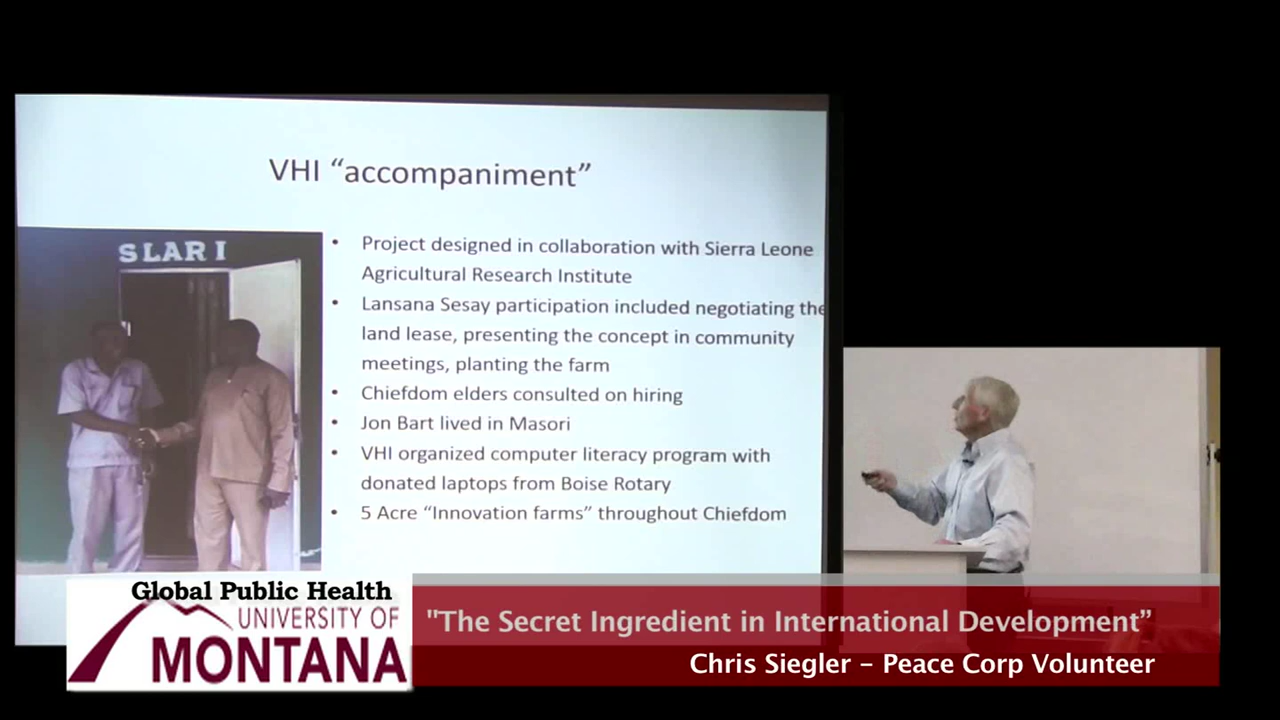 VHI “accompaniment”
SLARI
• Project designed in collaboration with Sierra Leone
Agricultural Research Institute
• Lansana Sesay participation included negotiating the
land lease, presenting the concept in community
meetings, planting the farm
• Chiefdom elders consulted on hiring
• Jon Bart lived in Masori
• VHI organized computer literacy program with
donated laptops from Boise Rotary
• 5 Acre “Innovation farms” throughout Chiefdom
Global Public Health
UNIVERSITY OF
MONTANA
"The Secret Ingredient in International Development”
Chris Siegler – Peace Corp Volunteer